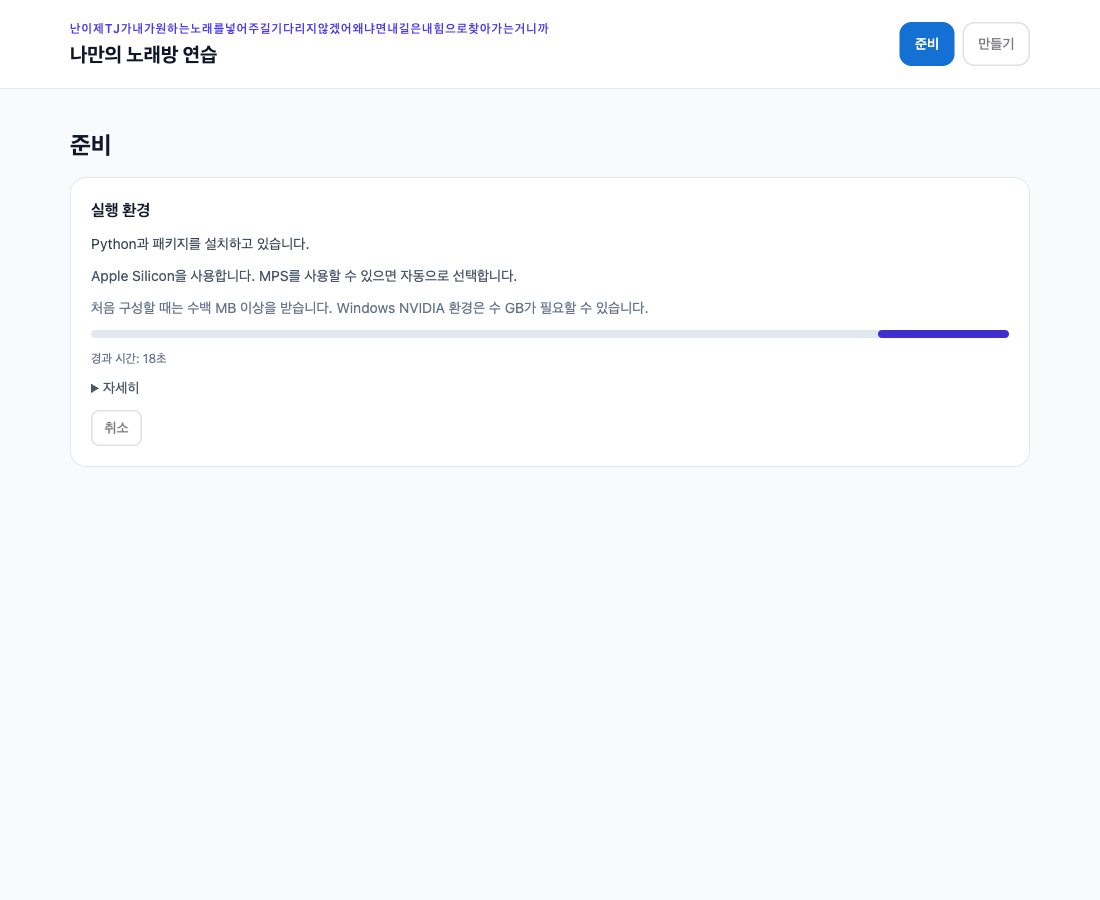 난이제TJ가내가원하는노래를넣어주길기다리지않겠어왜냐면내길은내힘으로찾아가는거니까
나만의 노래방 연습
준비
만들기
준비
실행 환경
Python과 패키지를 설치하고 있습니다.
Apple Silicon을 사용합니다. MPS를 사용할 수 있으면 자동으로 선택합니다.
처음 구성할 때는 수백 MB 이상을 받습니다. Windows NVIDIA 환경은 수 GB가 필요할 수 있습니다.
경과 시간: 18초
▶ 자세히
취소